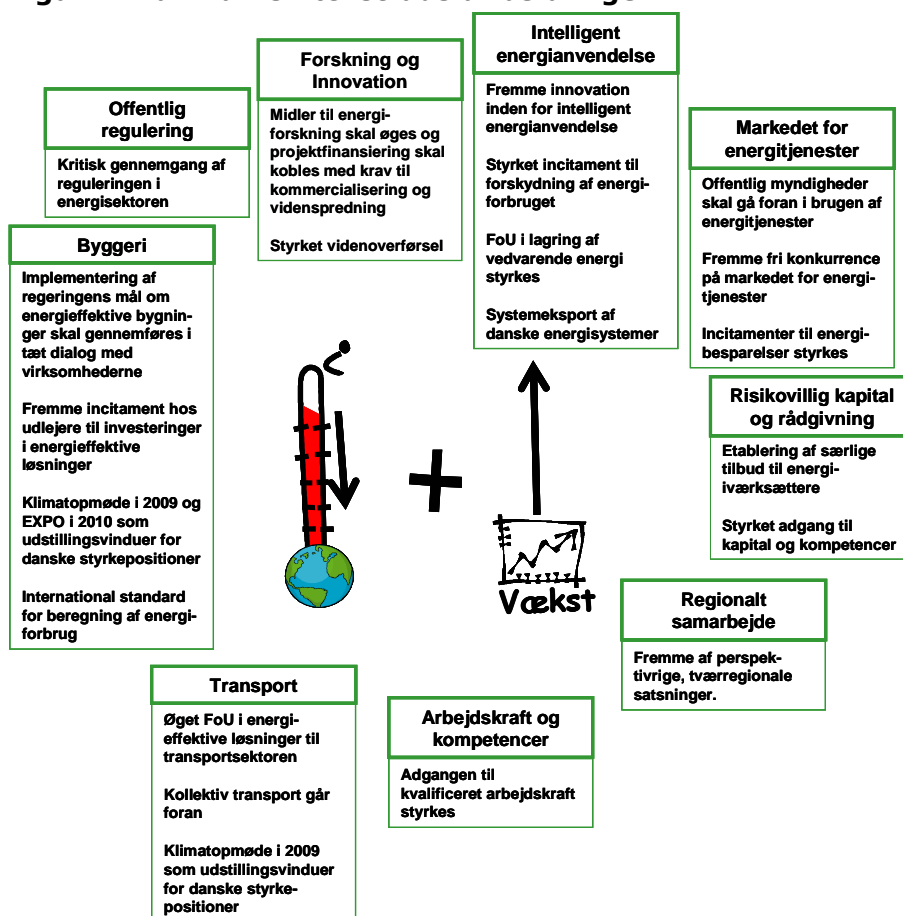 Offentlig
regulering
Kritisk gennemgang af
reguleringen i
energisektoren
Forskning og
Innovation
Midler til energi-
forskning skal øges og
projektfinansiering skal
kobles med krav til
kommercialisering og
videnspredning
Styrket videnoverførsel
Intelligent
energianvendelse
Fremme innovation
inden for intelligent
energianvendelse
Styrket incitament til
forskydning af energi-
forbruget
FoU i lagring af
vedvarende energi
styrkes
Systemeksport af
danske energisystemer
Markedet for
energitjenester
Offentlig myndigheder
skal gå foran i brugen af
energitjenester
Fremme fri konkurrence
på markedet for energi-
tjenester
Incitamenter til energi-
besparelser styrkes
Byggeri
Implementering af
regeringens mål om
energieffektive bygnin-
ger skal gennemføres i
tæt dialog med
virksomhederne
Fremme incitament hos
udlejere til investeringer
i energieffektive
løsninger
Klimatopmøde i 2009 og
EXPO i 2010 som
udstillingsvinduer for
danske styrkepositioner
International standard
for beregning af energi-
forbrug
Risikovillig kapital
og rådgivning
Etablering af særlige
tilbud til energi-
iværksættere
Styrket adgang til
kapital og kompetencer
Vækst
Regionalt
samarbejde
Fremme af perspek-
tivrige, tværregionale
satsninger.
Transport
Øget FoU i energi-
effektive løsninger til
transportsektoren
Kollektiv transport går
foran
Klimatopmøde i 2009
som udstillingsvinduer
for danske styrke-
positioner
Arbejdskraft og
kompetencer
Adgangen til
kvalificeret arbejdskraft
styrkes